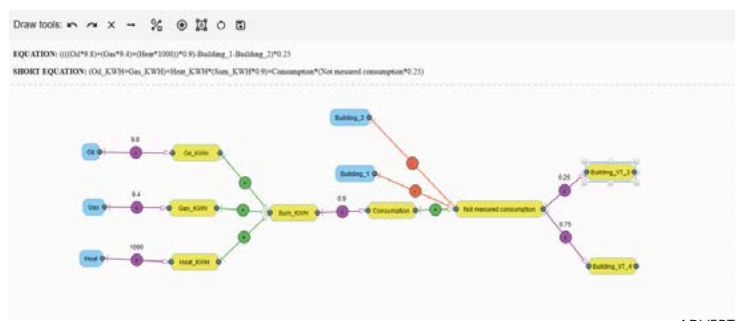 Draw tools:
EQUATION: ((((Oil*9.8)+(Gas*9.4)+(Heat*1000))*0.9)-Building_1-Building_2)*0.25
SHORT EQUATION: (Oil_KWH+Gas_KWH)+Heat_KWH*(Sum_KWH*0.9)+Consumption*(Not mesured consumption*0.25)
Building_2
9.8
Oil
Oil_KWH
Building_1
0.25
Building_VT_3
9.4
Gas
Gas_KWH
Sum_KWH
0.9
Consumption
Not mesured consumption
0.75
1000
Heat
Heat_KWH
Building_VT_4